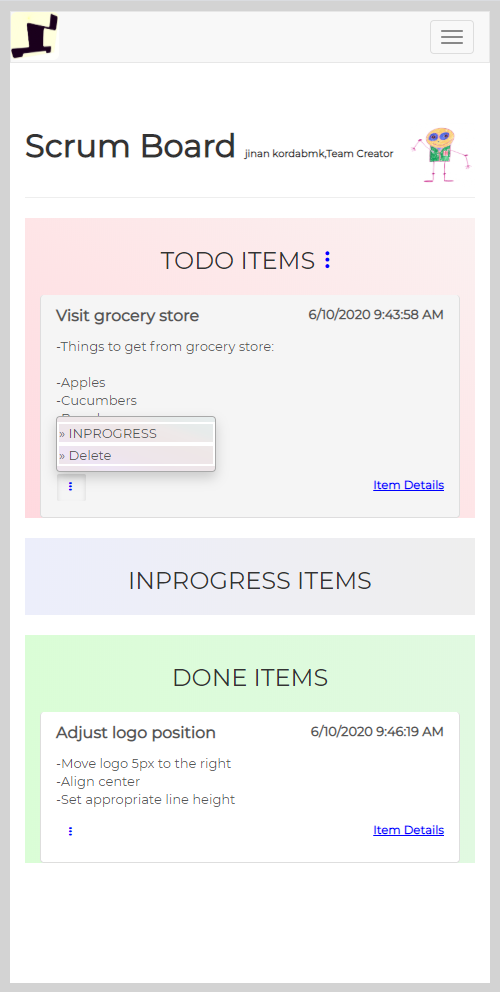 Scrum Board jinan kordabmk,Team Creator
TODO ITEMS
Visit grocery store 6/10/2020 9:43:58 AM
-Things to get from grocery store:
-Apples
-Cucumbers
» INPROGRESS
» Delete
Item Details
INPROGRESS ITEMS
DONE ITEMS
Adjust logo position 6/10/2020 9:46:19 AM
-Move logo 5px to the right
-Align center
-Set appropriate line height
Item Details